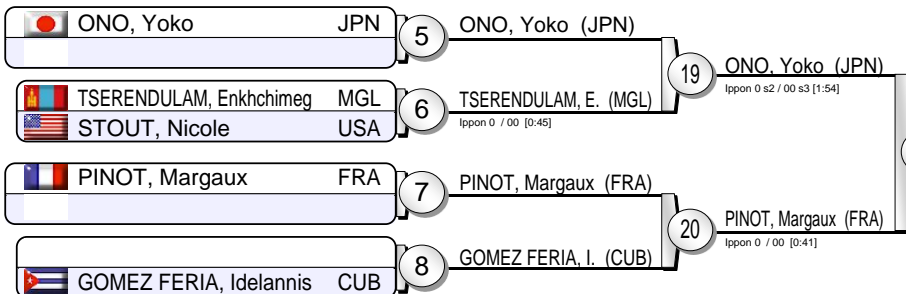 ONO, Yoko JPN
5
ONO, Yoko (JPN)
19
ONO, Yoko (JPN)
Ippon 0 s2 / 00 s3 [1:54]
TSERENDULAM, Enkhchimeg MGL
STOUT, Nicole USA
6
TSERENDULAM, E. (MGL)
Ippon 0 / 00 [0:45]
PINOT, Margaux FRA
7
PINOT, Margaux (FRA)
20
PINOT, Margaux (FRA)
Ippon 0 / 00 [0:41]
GOMEZ FERIA, Idelannis CUB
8
GOMEZ FERIA, I. (CUB)